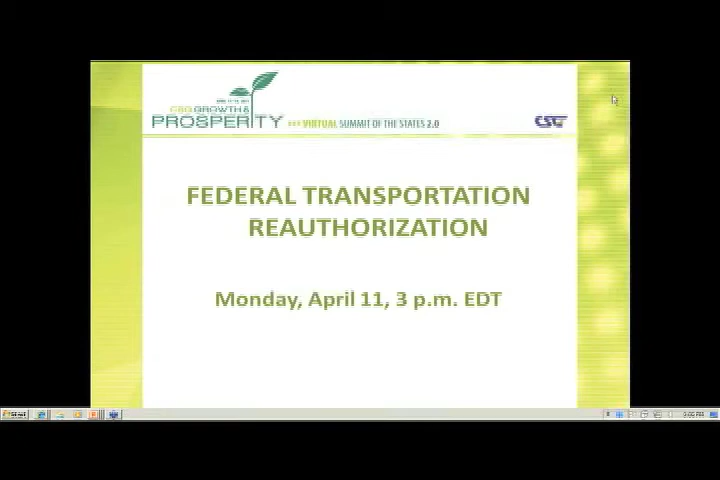 CSG GROWTH &
PROSPERITY VIRTUAL SUMMIT OF THE STATES 2.0
CSG
FEDERAL TRANSPORTATION
REAUTHORIZATION
Monday, April 11, 3 p.m. EDT